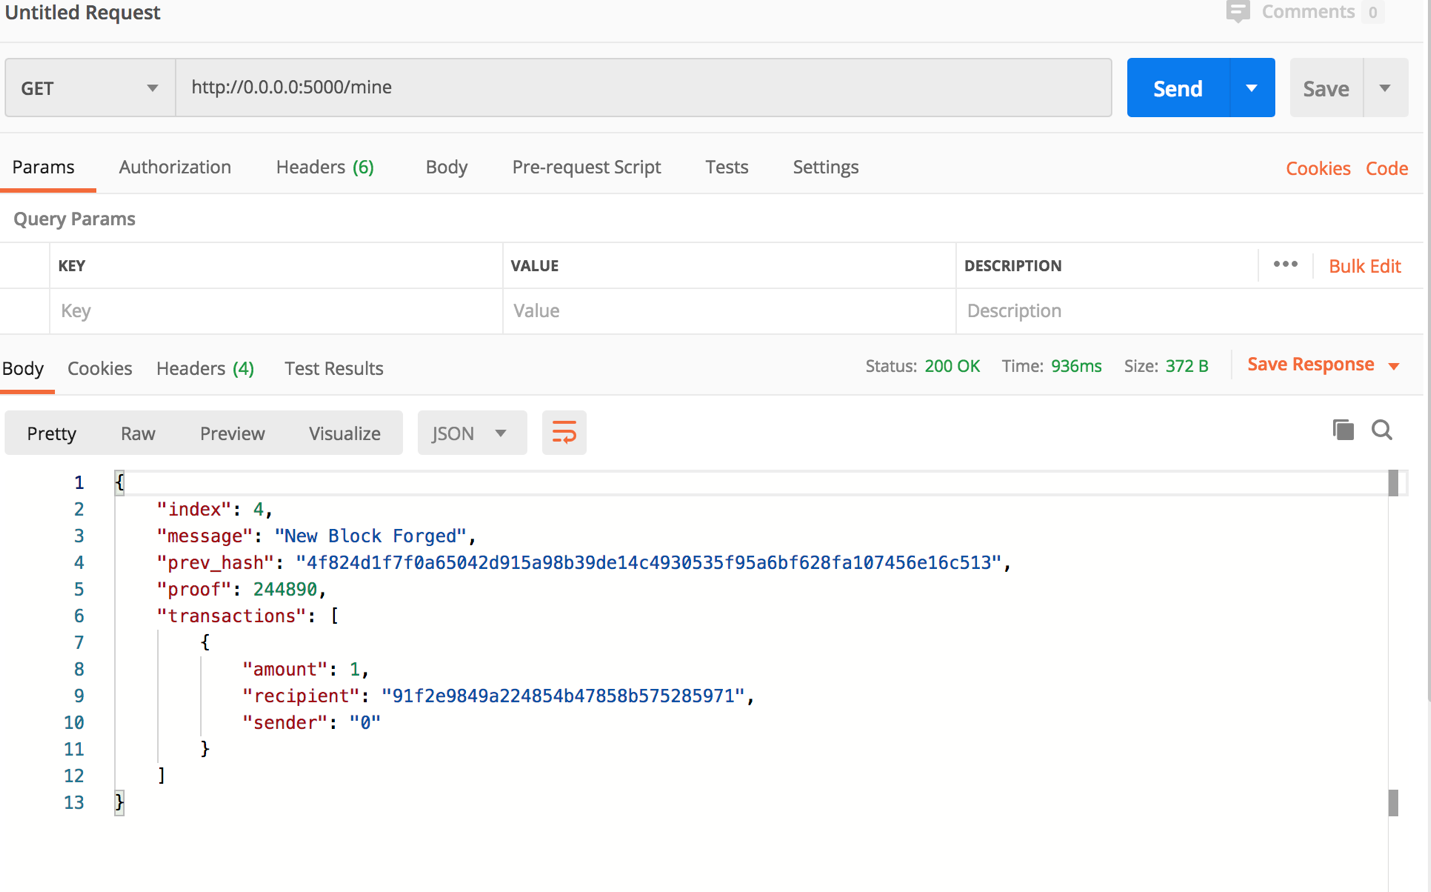 Untitled Request
Comments 0
GET http://0.0.0.0:5000/mine Send Save
Params Authorization Headers (6) Body Pre-request Script Tests Settings Cookies Code
Query Params
KEY VALUE DESCRIPTION ••• Bulk Edit
Key Value Description
Body Cookies Headers (4) Test Results Status: 200 OK Time: 936ms Size: 372 B Save Response
Pretty Raw Preview Visualize JSON
1 {
2 "index": 4,
3 "message": "New Block Forged",
4 "prev_hash": "4f824d1f7f0a65042d915a98b39de14c4930535f95a6bf628fa107456e16c513",
5 "proof": 244890,
6 "transactions": [
7 {
8 "amount": 1,
9 "recipient": "91f2e9849a224854b47858b575285971",
10 "sender": "0"
11 }
12 ]
13 }